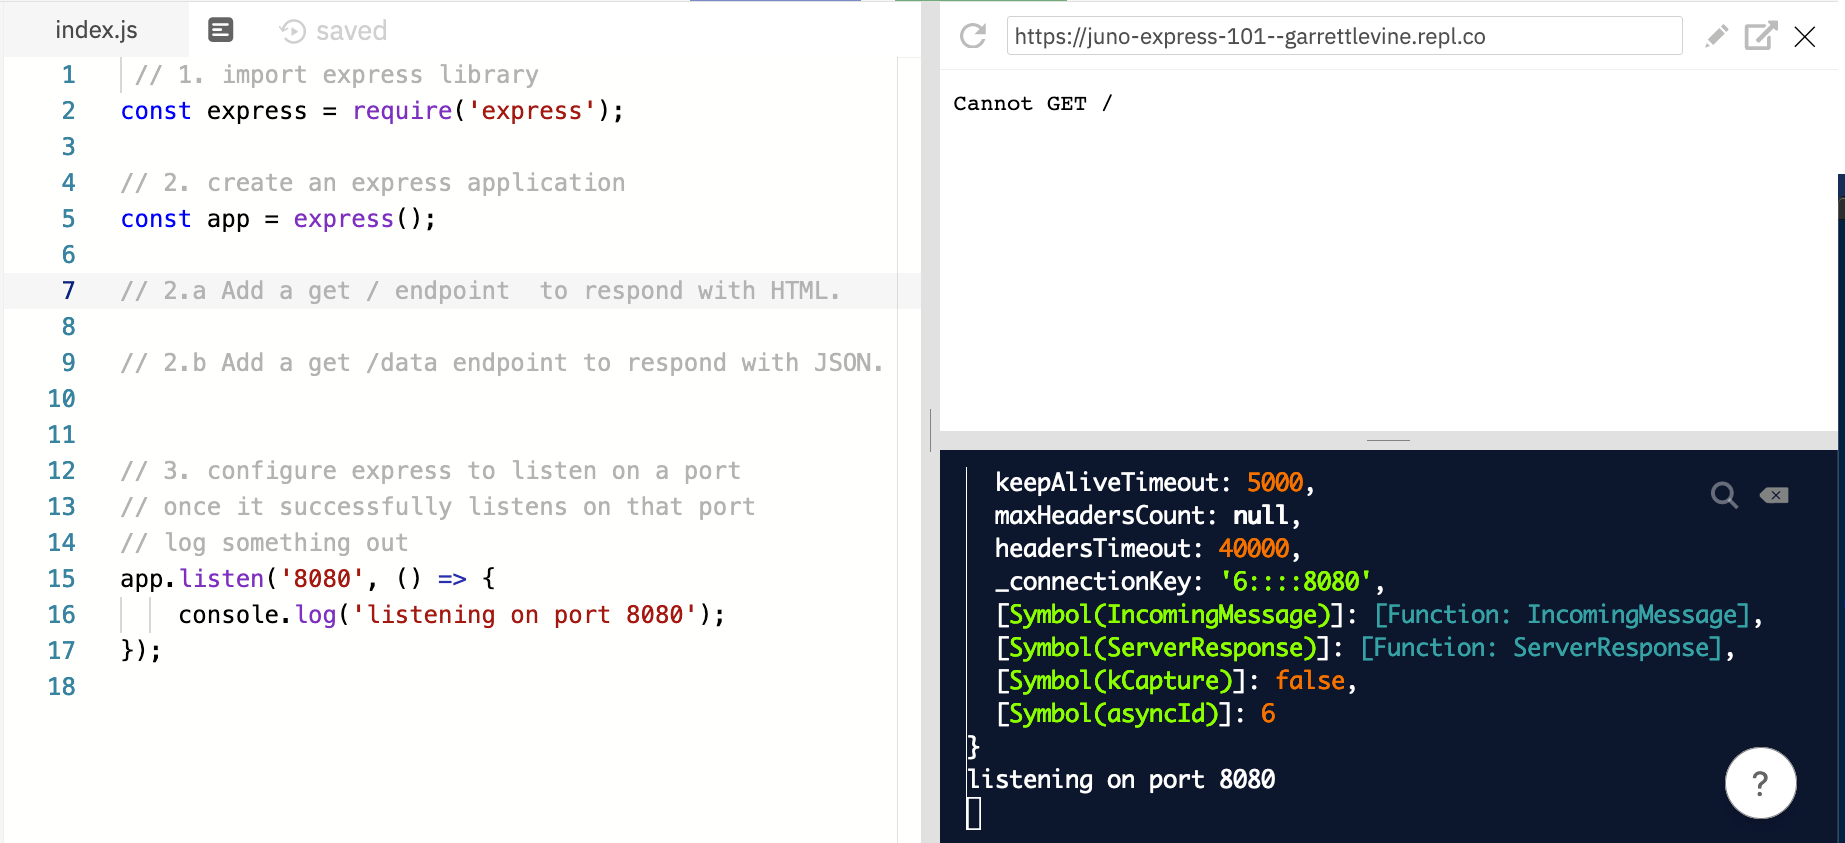 index.js
saved
1 // 1. import express library
2 const express = require('express');
3
4 // 2. create an express application
5 const app = express();
6
7 // 2.a Add a get / endpoint  to respond with HTML.
8
9 // 2.b Add a get /data endpoint to respond with JSON.
10
11
12 // 3. configure express to listen on a port
13 // once it successfully listens on that port
14 // log something out
15 app.listen('8080', () => {
16     console.log('listening on port 8080');
17 });
18
https://juno-express-101--garrettlevine.repl.co
Cannot GET /
keepAliveTimeout: 5000,
maxHeadersCount: null,
headersTimeout: 40000,
_connectionKey: '6::::8080',
[Symbol(IncomingMessage)]: [Function: IncomingMessage],
[Symbol(ServerResponse)]: [Function: ServerResponse],
[Symbol(kCapture)]: false,
[Symbol(asyncId)]: 6
}
listening on port 8080
?